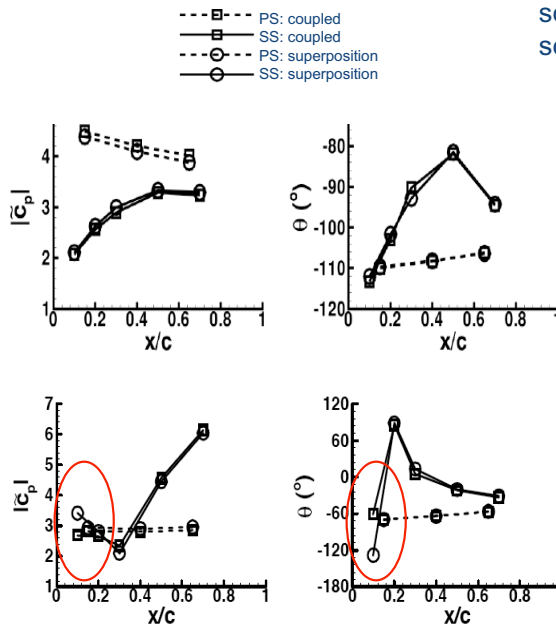 PS: coupled
SS: coupled
PS: superposition
SS: superposition
so
so
|c̃p|
4
3
2
1
0 0.2 0.4 0.6 0.8 1
x/c
θ (°)
-80
-90
-100
-110
-120
0 0.2 0.4 0.6 0.8 1
x/c
|c̃p|
7
6
5
4
3
2
1
0 0.2 0.4 0.6 0.8 1
x/c
θ (°)
120
60
0
-60
-120
-180
0 0.2 0.4 0.6 0.8
x/c